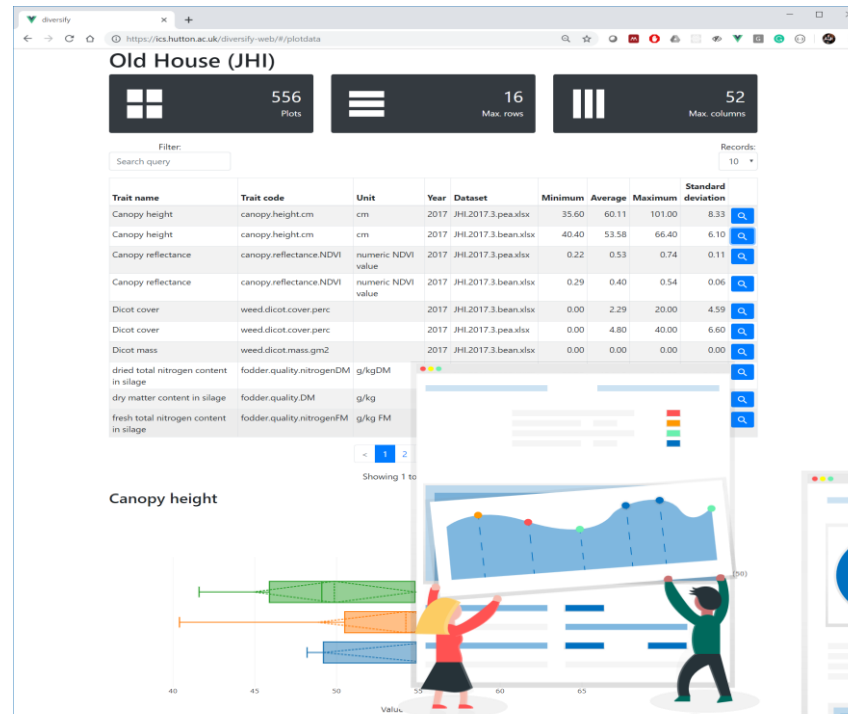 diversify
https://ics.hutton.ac.uk/diversify-web/#/plotdata
Old House (JHI)
556
Plots
16
Max. rows
52
Max. columns
Filter:
Records:
Search query
10
Trait name Trait code Unit Year Dataset Minimum Average Maximum Standard deviation
Canopy height canopy.height.cm cm 2017 JHI.2017.3.pea.xlsx 35.60 60.11 101.00 8.33
Canopy height canopy.height.cm cm 2017 JHI.2017.3.bean.xlsx 40.40 53.58 66.40 6.10
Canopy reflectance canopy.reflectance.NDVI numeric NDVI value 2017 JHI.2017.3.pea.xlsx 0.22 0.53 0.74 0.11
Canopy reflectance canopy.reflectance.NDVI numeric NDVI value 2017 JHI.2017.3.bean.xlsx 0.29 0.40 0.54 0.06
Dicot cover weed.dicot.cover.perc 2017 JHI.2017.3.bean.xlsx 0.00 2.29 20.00 4.59
Dicot cover weed.dicot.cover.perc 2017 JHI.2017.3.pea.xlsx 0.00 4.80 40.00 6.60
Dicot mass weed.dicot.mass.gm2 2017 JHI.2017.3.bean.xlsx 0.00 0.00 0.00 0.00
dried total nitrogen content in silage fodder.quality.nitrogenDM g/kgDM
dry matter content in silage fodder.quality.DM g/kg
fresh total nitrogen content in silage fodder.quality.nitrogenFM g/kg FM
< 1 2
Showing 1 to
Canopy height
(50)
40 45 50 55 60 65
Value